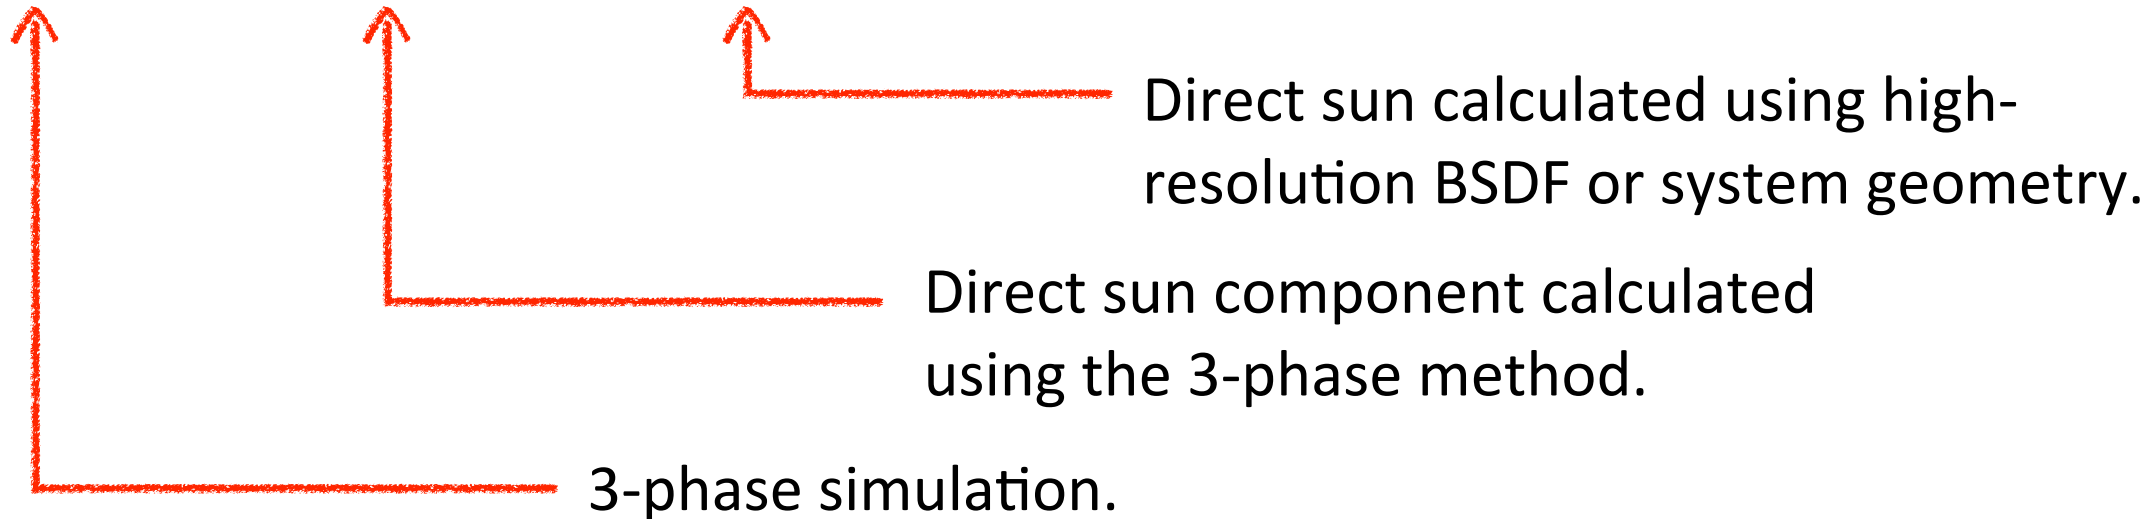 Direct sun calculated using high-
resolution BSDF or system geometry.
Direct sun component calculated
using the 3-phase method.
3-phase simulation.